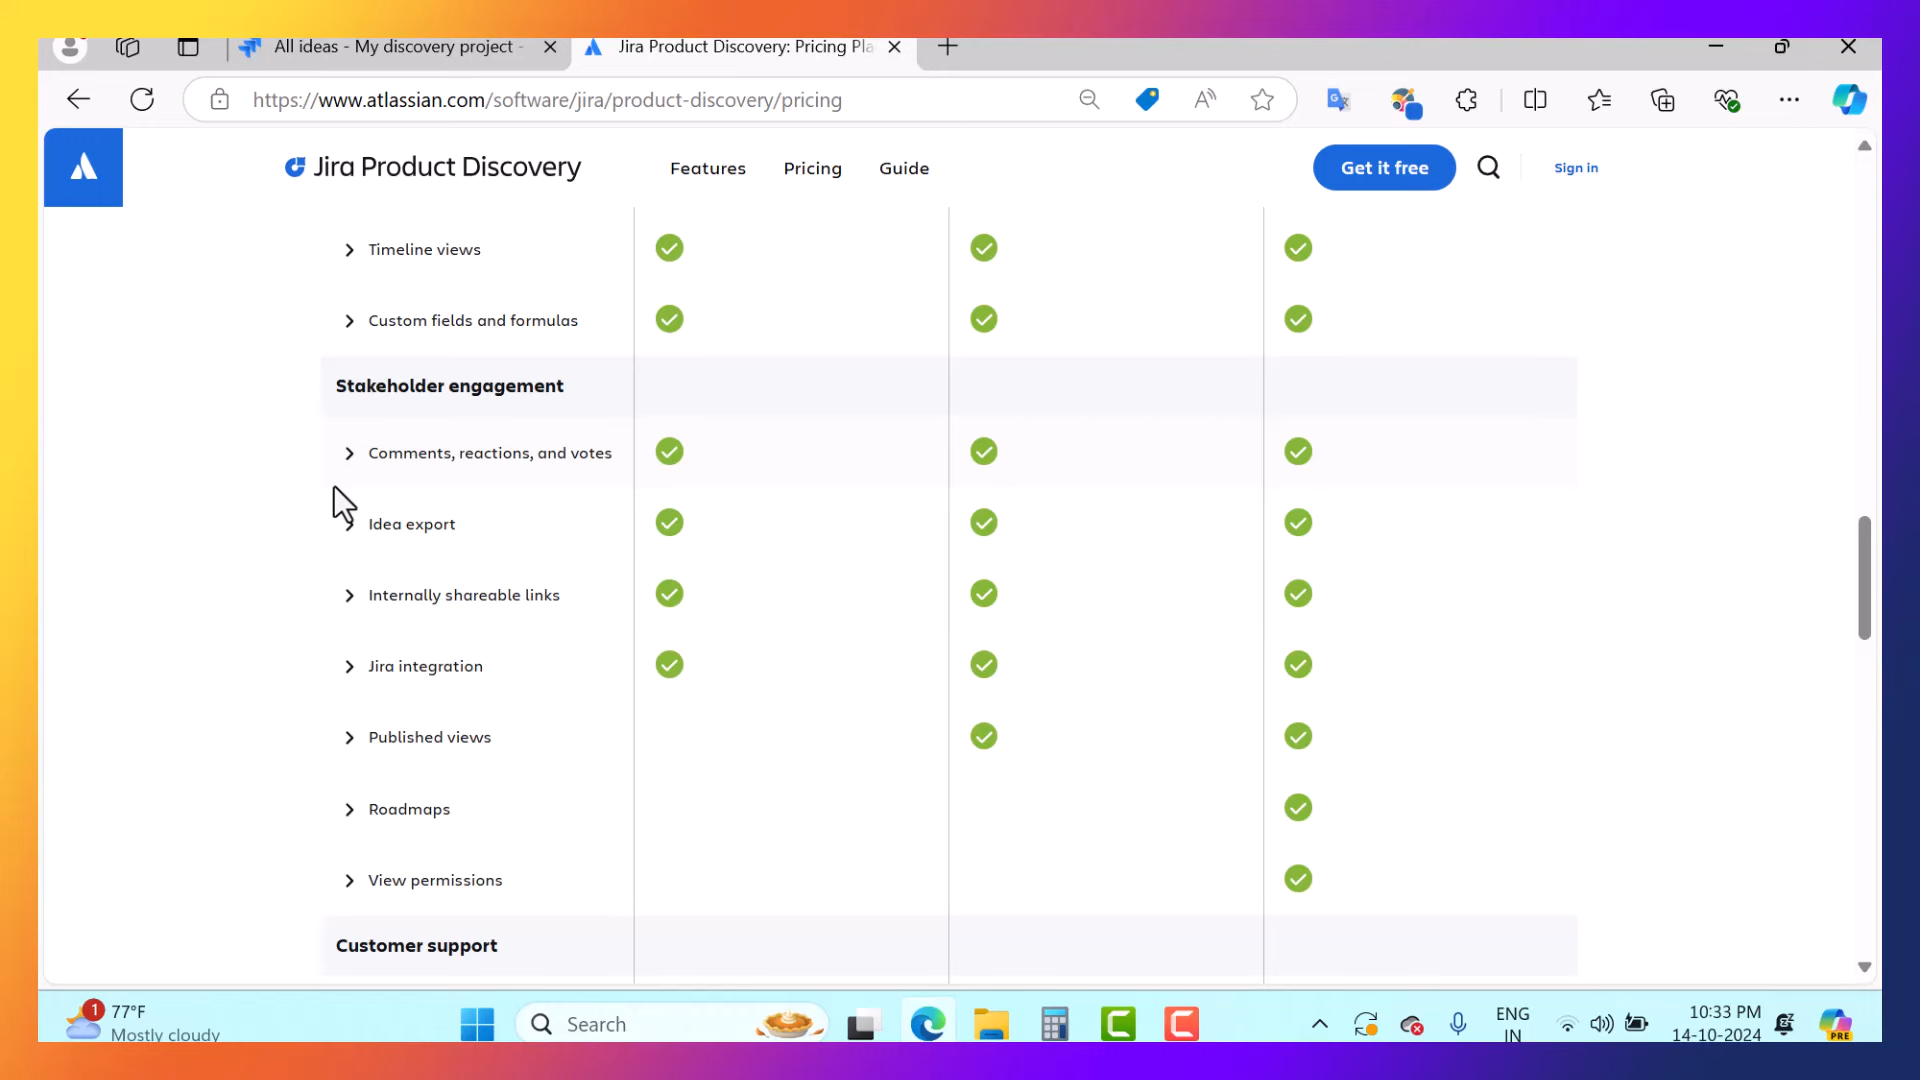 All ideas - My discovery project -
Jira Product Discovery: Pricing Pla
https://www.atlassian.com/software/jira/product-discovery/pricing
Jira Product Discovery
Features
Pricing
Guide
Get it free
Sign in
Timeline views
Custom fields and formulas
Stakeholder engagement
Comments, reactions, and votes
Idea export
Internally shareable links
Jira integration
Published views
Roadmaps
View permissions
Customer support
1
77°F
Mostly cloudy
Search
ENG
IN
10:33 PM
14-10-2024
PRE